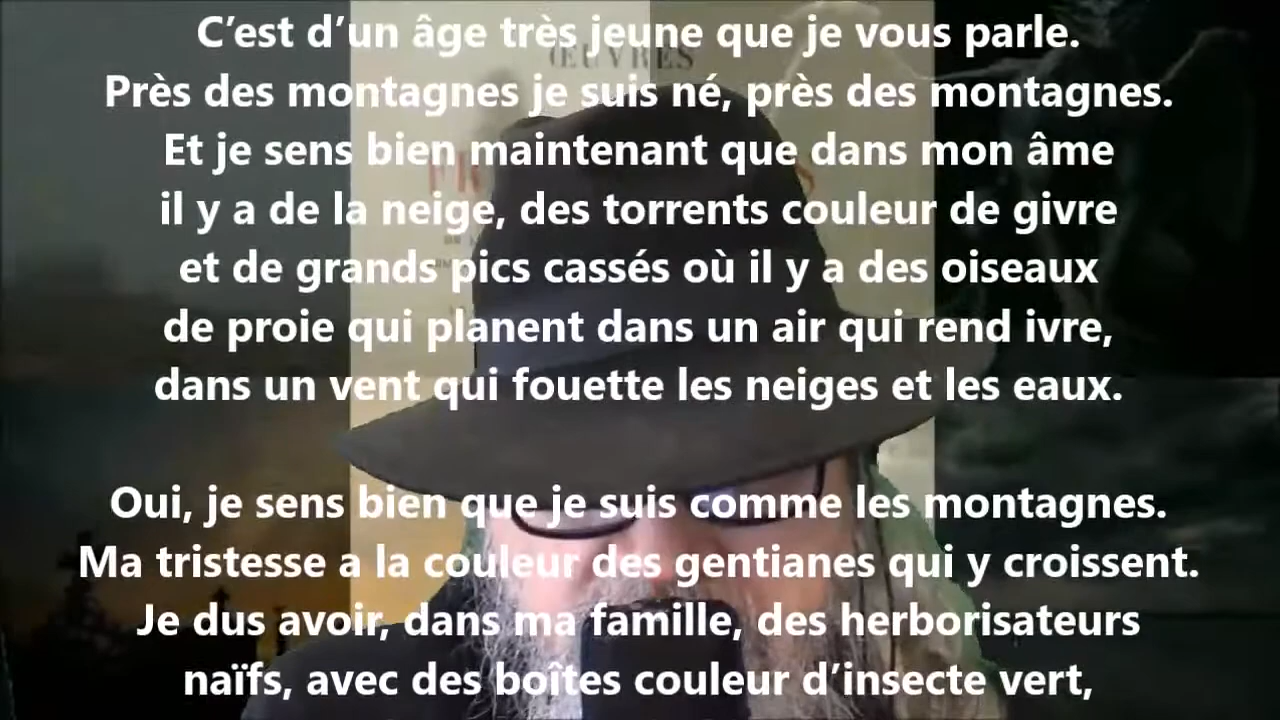 C’est d’un âge très jeune que je vous parle.
ŒUVRES
Près des montagnes je suis né, près des montagnes.
Et je sens bien maintenant que dans mon âme
il y a de la neige, des torrents couleur de givre
et de grands pics cassés où il y a des oiseaux
de proie qui planent dans un air qui rend ivre,
dans un vent qui fouette les neiges et les eaux.
Oui, je sens bien que je suis comme les montagnes.
Ma tristesse a la couleur des gentianes qui y croissent.
Je dus avoir, dans ma famille, des herborisateurs
naïfs, avec des boîtes couleur d’insecte vert,